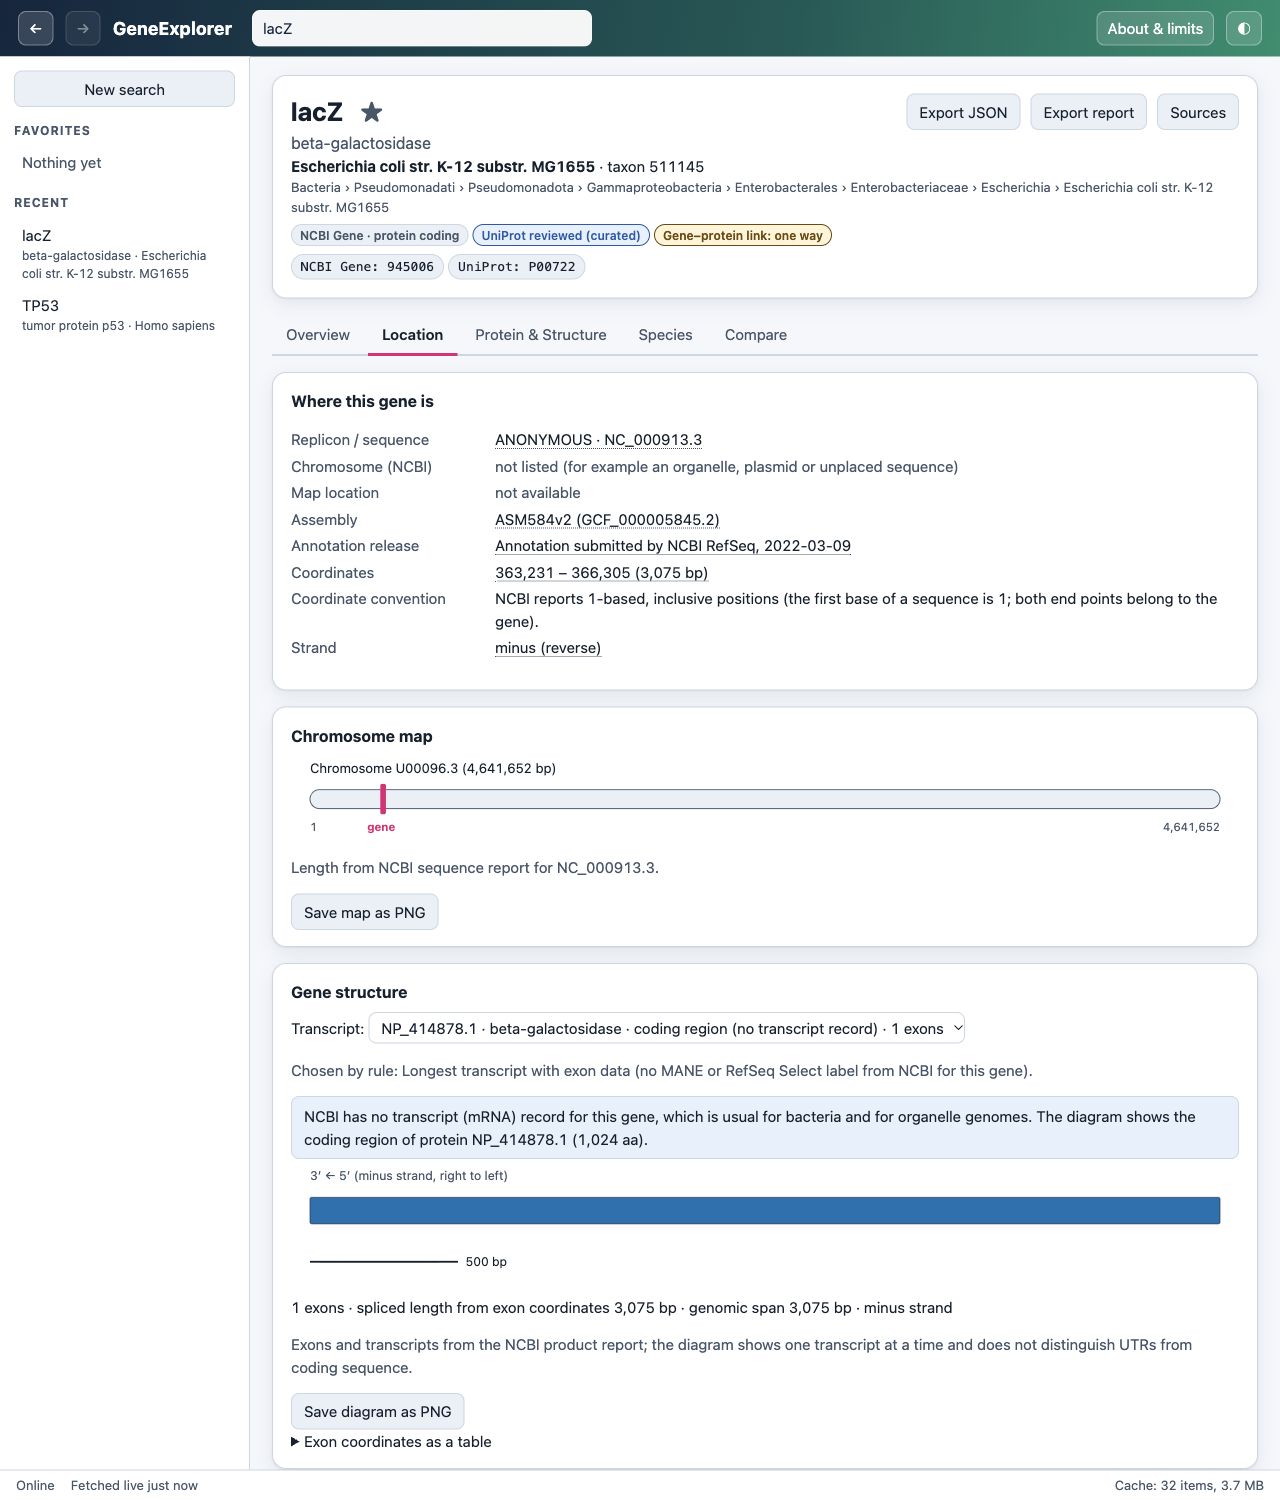 ←
→
GeneExplorer
lacZ
About & limits
New search
FAVORITES
Nothing yet
RECENT
lacZ
beta-galactosidase · Escherichia
coli str. K-12 substr. MG1655
TP53
tumor protein p53 · Homo sapiens
lacZ ★
Export JSON
Export report
Sources
beta-galactosidase
Escherichia coli str. K-12 substr. MG1655 · taxon 511145
Bacteria › Pseudomonadati › Pseudomonadota › Gammaproteobacteria › Enterobacterales › Enterobacteriaceae › Escherichia › Escherichia coli str. K-12
substr. MG1655
NCBI Gene · protein coding
UniProt reviewed (curated)
Gene–protein link: one way
NCBI Gene: 945006
UniProt: P00722
Overview
Location
Protein & Structure
Species
Compare
Where this gene is
Replicon / sequence ANONYMOUS · NC_000913.3
Chromosome (NCBI) not listed (for example an organelle, plasmid or unplaced sequence)
Map location not available
Assembly ASM584v2 (GCF_000005845.2)
Annotation release Annotation submitted by NCBI RefSeq, 2022-03-09
Coordinates 363,231 – 366,305 (3,075 bp)
Coordinate convention NCBI reports 1-based, inclusive positions (the first base of a sequence is 1; both end points belong to the
gene).
Strand minus (reverse)
Chromosome map
Chromosome U00096.3 (4,641,652 bp)
1
gene
4,641,652
Length from NCBI sequence report for NC_000913.3.
Save map as PNG
Gene structure
Transcript: NP_414878.1 · beta-galactosidase · coding region (no transcript record) · 1 exons
Chosen by rule: Longest transcript with exon data (no MANE or RefSeq Select label from NCBI for this gene).
NCBI has no transcript (mRNA) record for this gene, which is usual for bacteria and for organelle genomes. The diagram shows the
coding region of protein NP_414878.1 (1,024 aa).
3′ ← 5′ (minus strand, right to left)
500 bp
1 exons · spliced length from exon coordinates 3,075 bp · genomic span 3,075 bp · minus strand
Exons and transcripts from the NCBI product report; the diagram shows one transcript at a time and does not distinguish UTRs from
coding sequence.
Save diagram as PNG
▶ Exon coordinates as a table
Online
Fetched live just now
Cache: 32 items, 3.7 MB